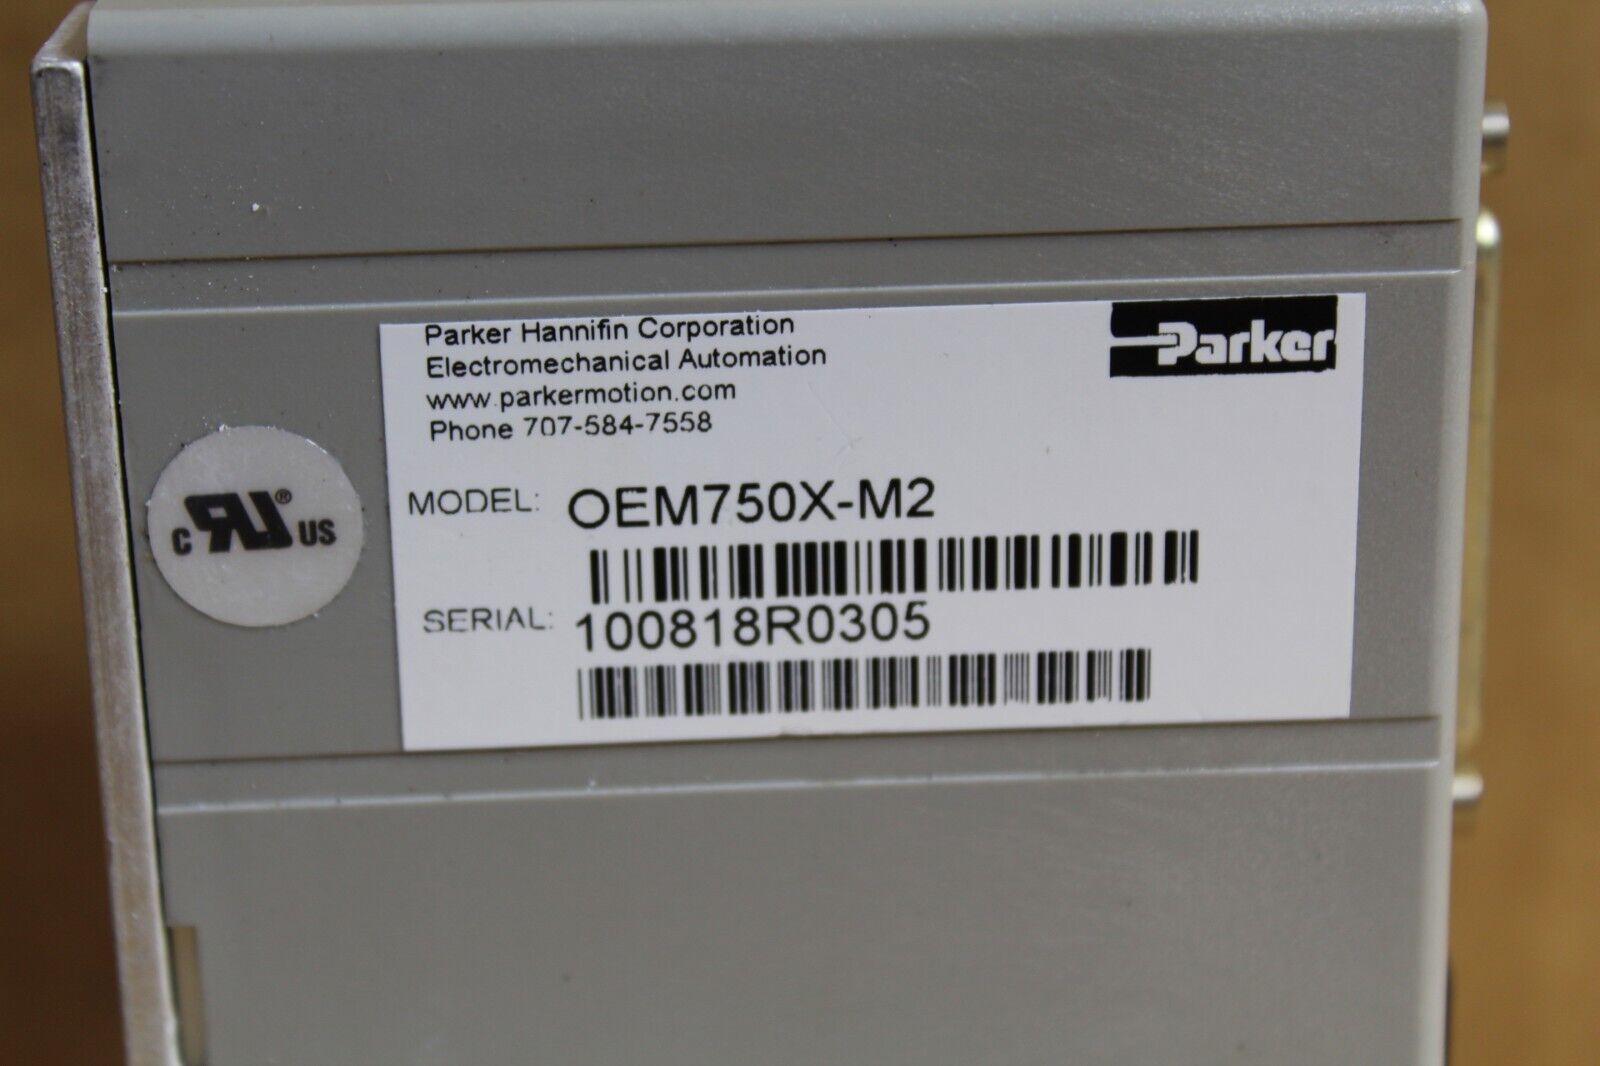 Parker Hannifin Corporation
Electromechanical Automation
www.parkermotion.com
Phone 707-584-7558
Parker
MODEL: OEM750X-M2
SERIAL: 100818R0305
c RU® US